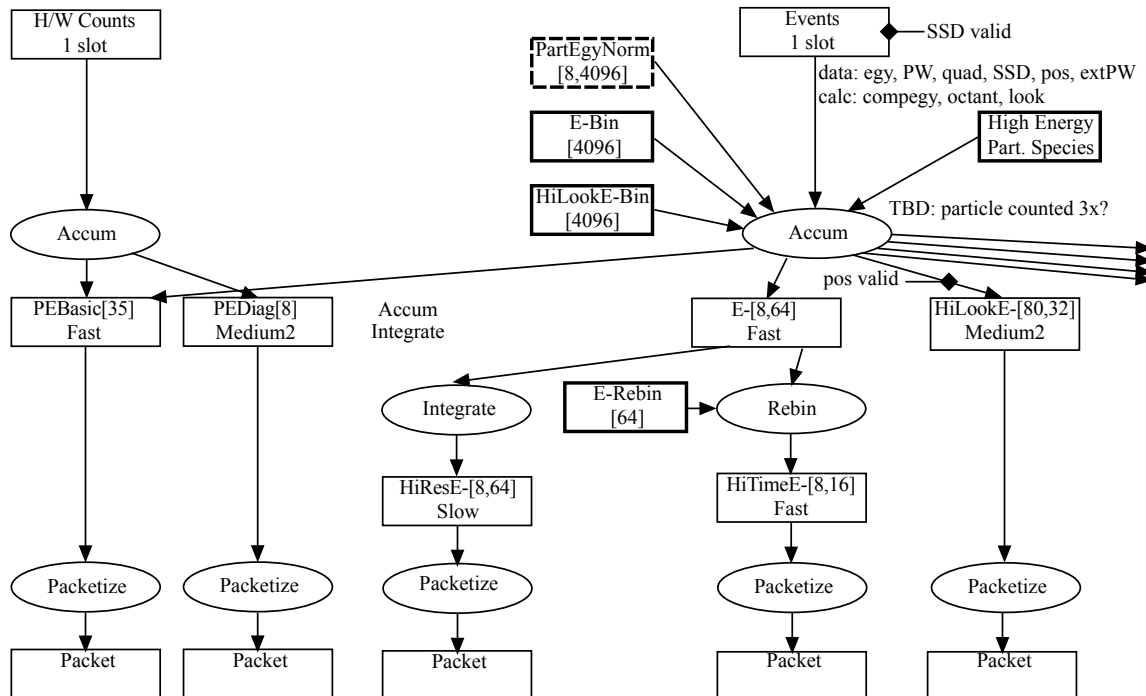 H/W Counts
1 slot
Events
1 slot
SSD valid
PartEgyNorm
[8,4096]
data: egy, PW, quad, SSD, pos, extPW
calc: compegy, octant, look
E-Bin
[4096]
High Energy
Part. Species
HiLookE-Bin
[4096]
TBD: particle counted 3x?
Accum
Accum
pos valid
PEBasic[35]
Fast
PEDiag[8]
Medium2
Accum
Integrate
E-[8,64]
Fast
HiLookE-[80,32]
Medium2
Integrate
E-Rebin
[64]
Rebin
HiResE-[8,64]
Slow
HiTimeE-[8,16]
Fast
Packetize
Packetize
Packetize
Packetize
Packetize
Packet
Packet
Packet
Packet
Packet